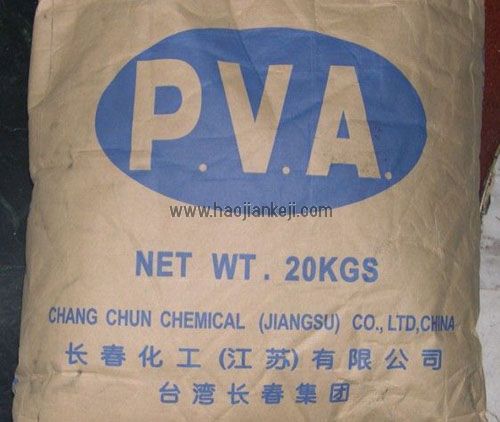 P.V.A.
www.haojiankeji.com
NET WT. 20KGS
CHANG CHUN CHEMICAL (JIANGSU) CO., LTD,CHINA
长春化工(江苏)有限公司
台湾长春集团